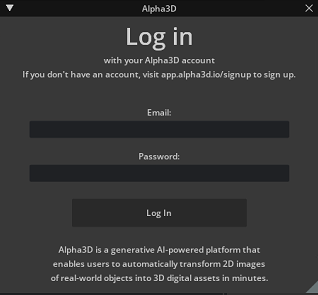 Alpha3D
Log in
with your Alpha3D account
If you don't have an account, visit app.alpha3d.io/signup to sign up.
Email:
Password:
Log In
Alpha3D is a generative AI-powered platform that
enables users to automatically transform 2D images
of real-world objects into 3D digital assets in minutes.